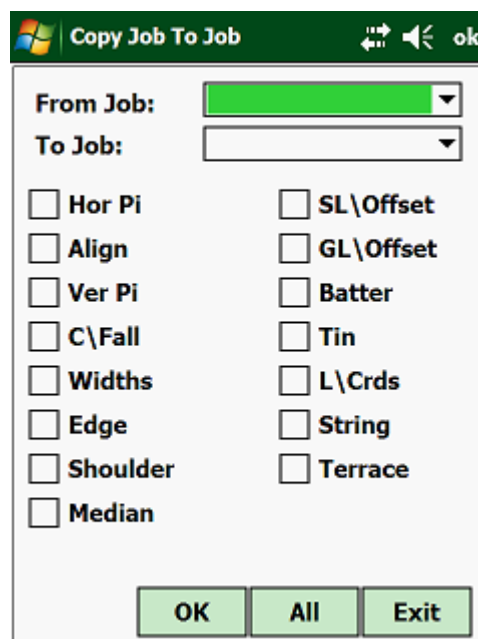 Copy Job To Job ok
From Job:
To Job:
Hor Pi SL\Offset
Align GL\Offset
Ver Pi Batter
C\Fall Tin
Widths L\Crds
Edge String
Shoulder Terrace
Median
OK All Exit